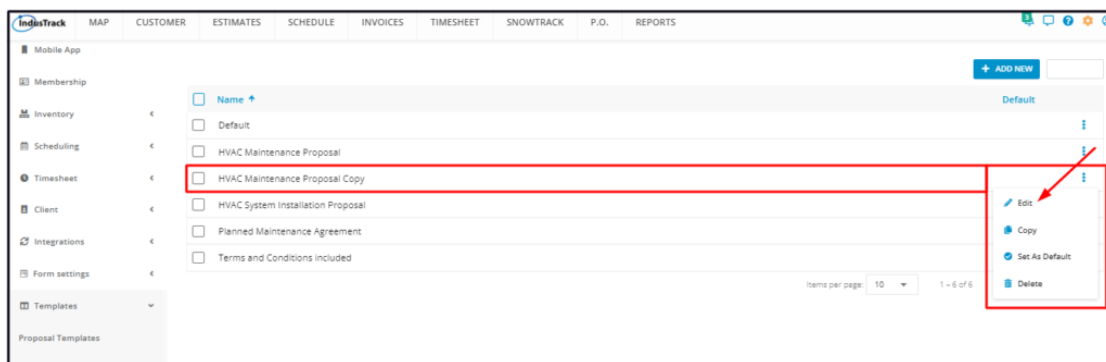 IndusTrack MAP CUSTOMER ESTIMATES SCHEDULE INVOICES TIMESHEET SNOWTRACK P.O. REPORTS 3
Mobile App
+ ADD NEW
Membership
Name Default
Inventory
Default
Scheduling
HVAC Maintenance Proposal
Timesheet
HVAC Maintenance Proposal Copy
Edit
Client
HVAC System Installation Proposal
Copy
Planned Maintenance Agreement
Integrations
Terms and Conditions included
Set As Default
Form settings
Items per page: 10 1 – 6 of 6
Delete
Templates
Proposal Templates